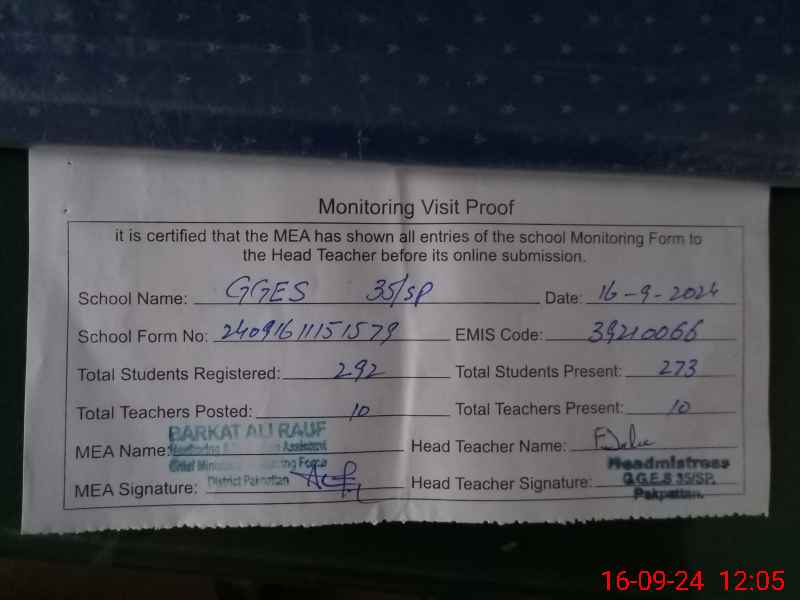 Monitoring Visit Proof
it is certified that the MEA has shown all entries of the school Monitoring Form to
the Head Teacher before its online submission.
School Name: GGES 35/SP Date: 16-9-2024
School Form No: 24091611151579 EMIS Code: 39210066
Total Students Registered: 292 Total Students Present: 273
Total Teachers Posted: 10 Total Teachers Present: 10
BARKAT ALI RAUF
MEA Name: Monitoring Assistant Head Teacher Name:
Chief Force Headmistress
MEA Signature: District Pakpattan Head Teacher Signature: G.G.E.S 35/SP.
Pakpattan.
16-09-24 12:05